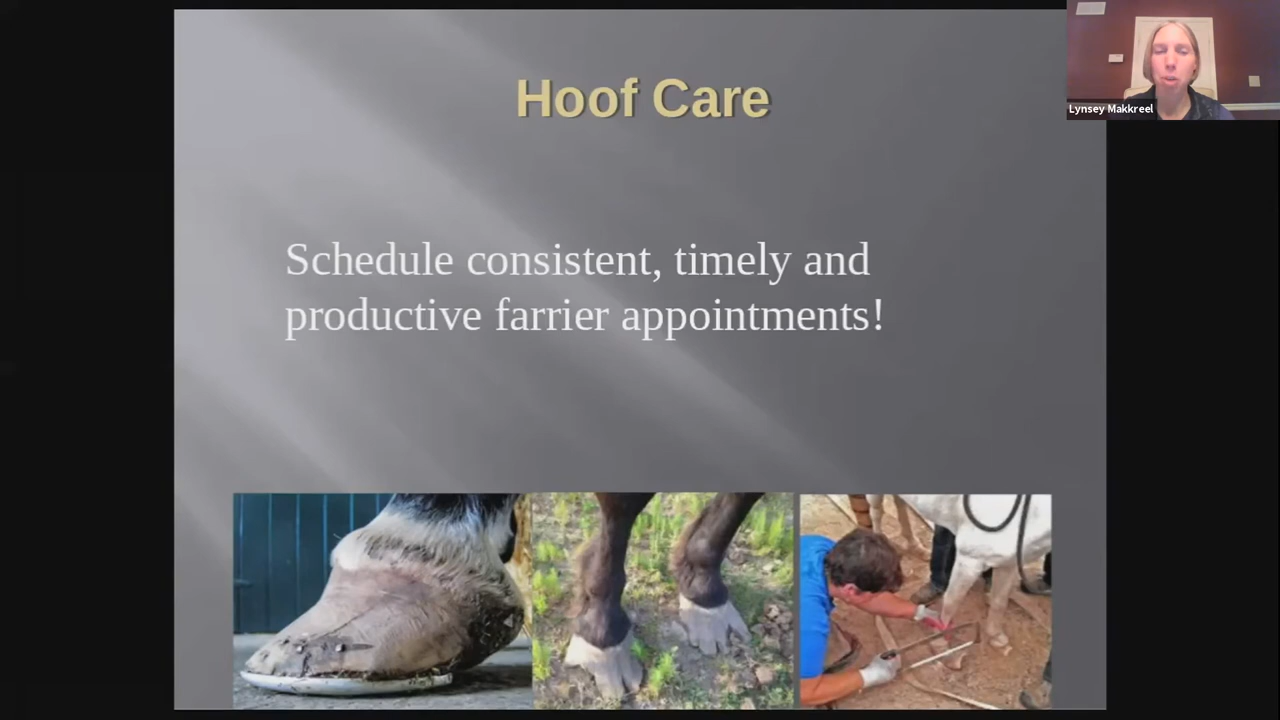 Hoof Care
Lynsey Makkreel
Schedule consistent, timely and
productive farrier appointments!